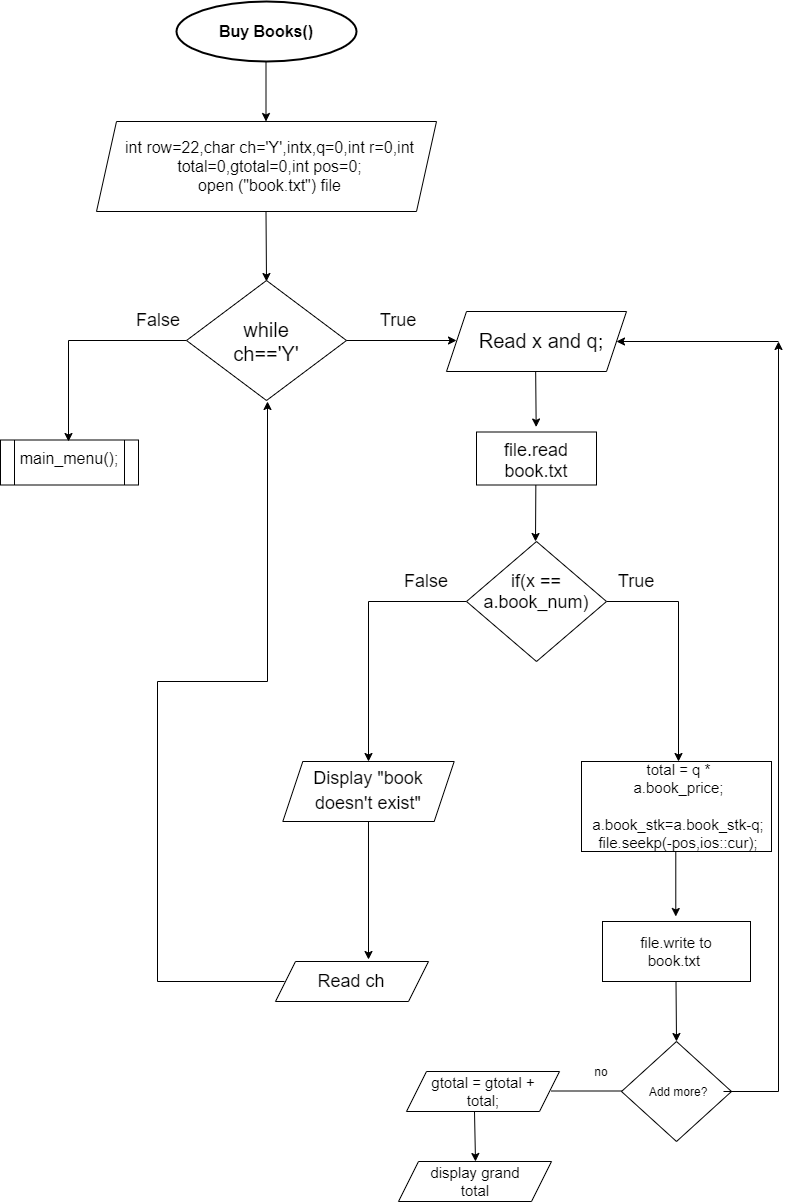 Buy Books()
int row=22,char ch='Y',intx,q=0,int r=0,int
total=0,gtotal=0,int pos=0;
open ("book.txt") file
False
True
while
ch=='Y'
Read x and q;
main_menu();
file.read
book.txt
False
True
if(x ==
a.book_num)
Display "book
doesn't exist"
total = q *
a.book_price;
a.book_stk=a.book_stk-q;
file.seekp(-pos,ios::cur);
file.write to
book.txt
Read ch
no
Add more?
gtotal = gtotal +
total;
display grand
total